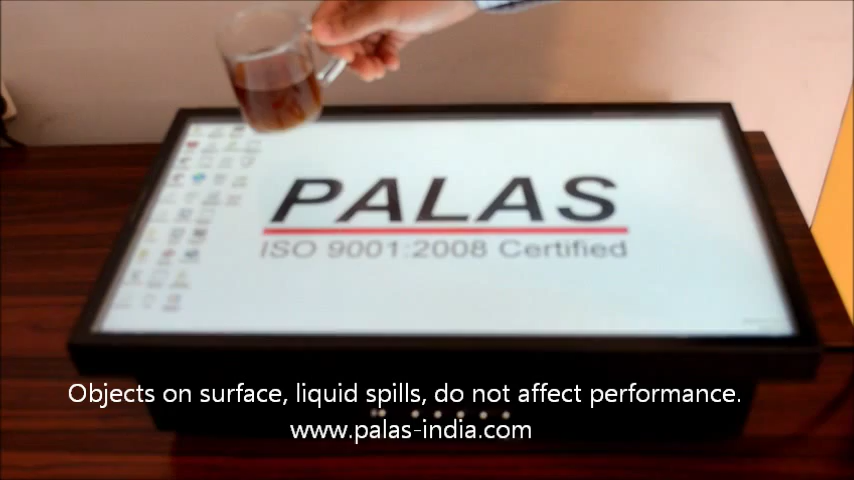 PALAS
ISO 9001:2008 Certified
Objects on surface, liquid spills, do not affect performance.
www.palas-india.com